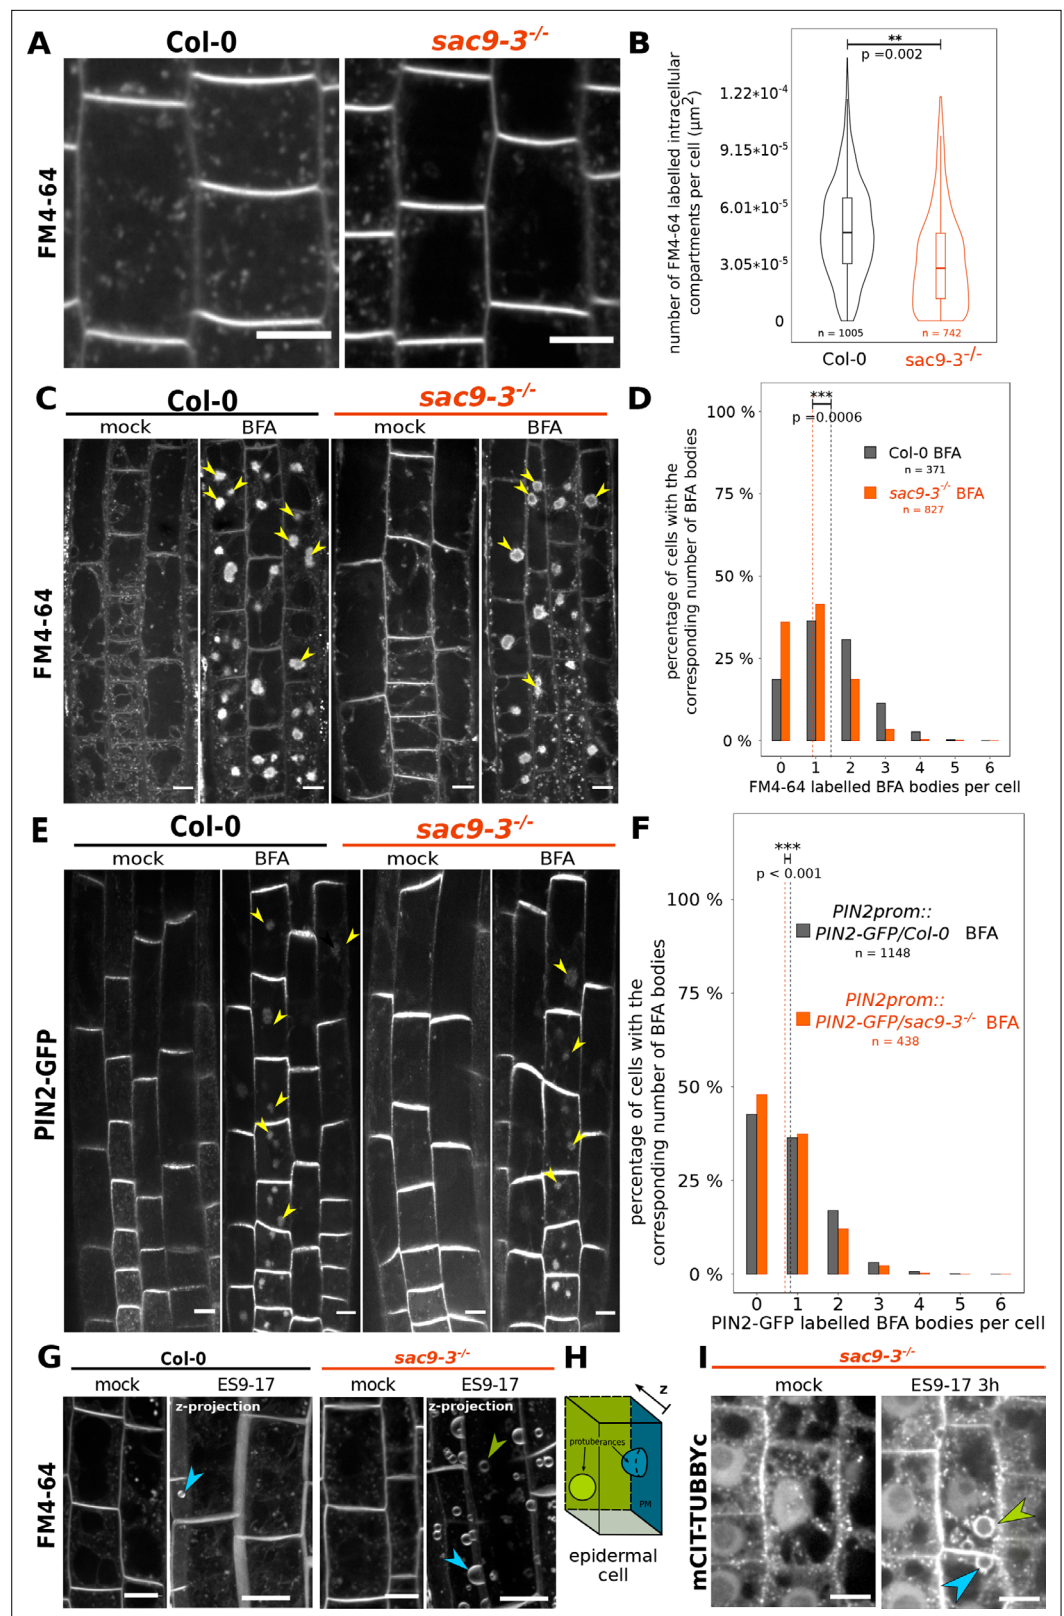 A
Col-0
sac9-3-/-
FM4-64
B
number of FM4-64 labelled intracellular
compartments per cell (μm2)
**
p =0.002
1.22*10-4
9.15*10-5
6.01*10-5
3.05*10-5
0
n = 1005
n = 742
Col-0
sac9-3-/-
C
Col-0
sac9-3-/-
mock
BFA
mock
BFA
FM4-64
D
percentage of cells with the
corresponding number of BFA bodies
***
p =0.0006
100 %
75 %
50 %
25 %
0 %
Col-0 BFA
n = 371
sac9-3-/- BFA
n = 827
0 1 2 3 4 5 6
FM4-64 labelled BFA bodies per cell
E
Col-0
sac9-3-/-
mock
BFA
mock
BFA
PIN2-GFP
F
percentage of cells with the
corresponding number of BFA bodies
***
p < 0.001
100 %
75 %
50 %
25 %
0 %
PIN2prom::
PIN2-GFP/Col-0 BFA
n = 1148
PIN2prom::
PIN2-GFP/sac9-3-/- BFA
n = 438
0 1 2 3 4 5 6
PIN2-GFP labelled BFA bodies per cell
G
Col-0
sac9-3-/-
mock
ES9-17
mock
ES9-17
z-projection
z-projection
FM4-64
H
z
protuberances
PM
epidermal
cell
I
sac9-3-/-
mock
ES9-17 3h
mCIT-TUBBYc